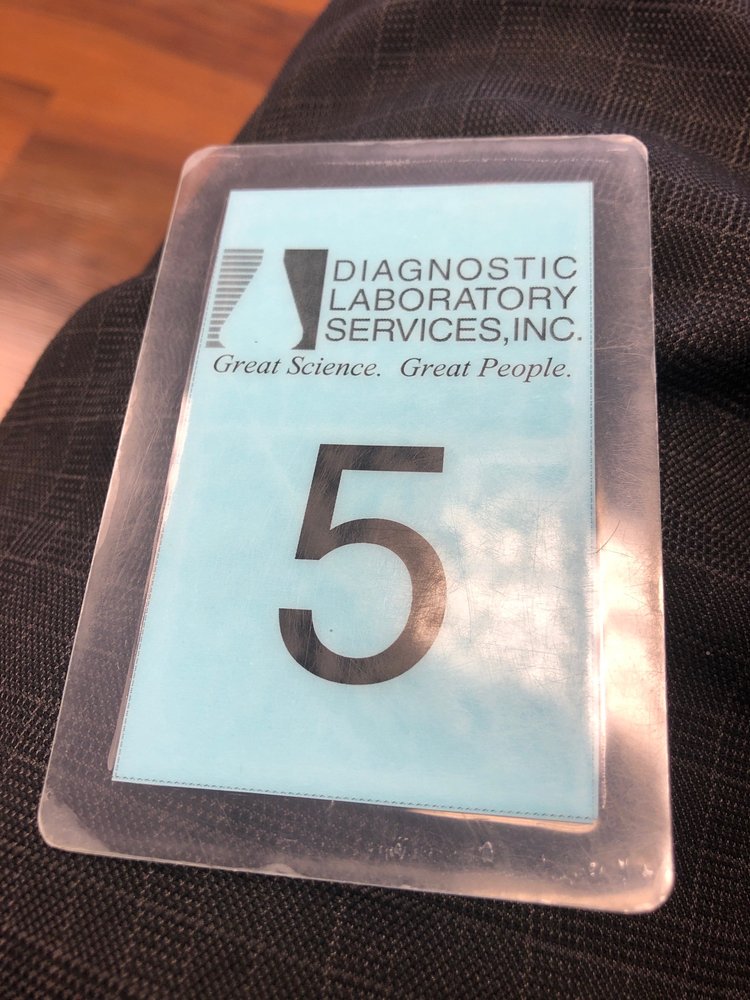 DIAGNOSTIC
LABORATORY
SERVICES,INC.
Great Science. Great People.
5